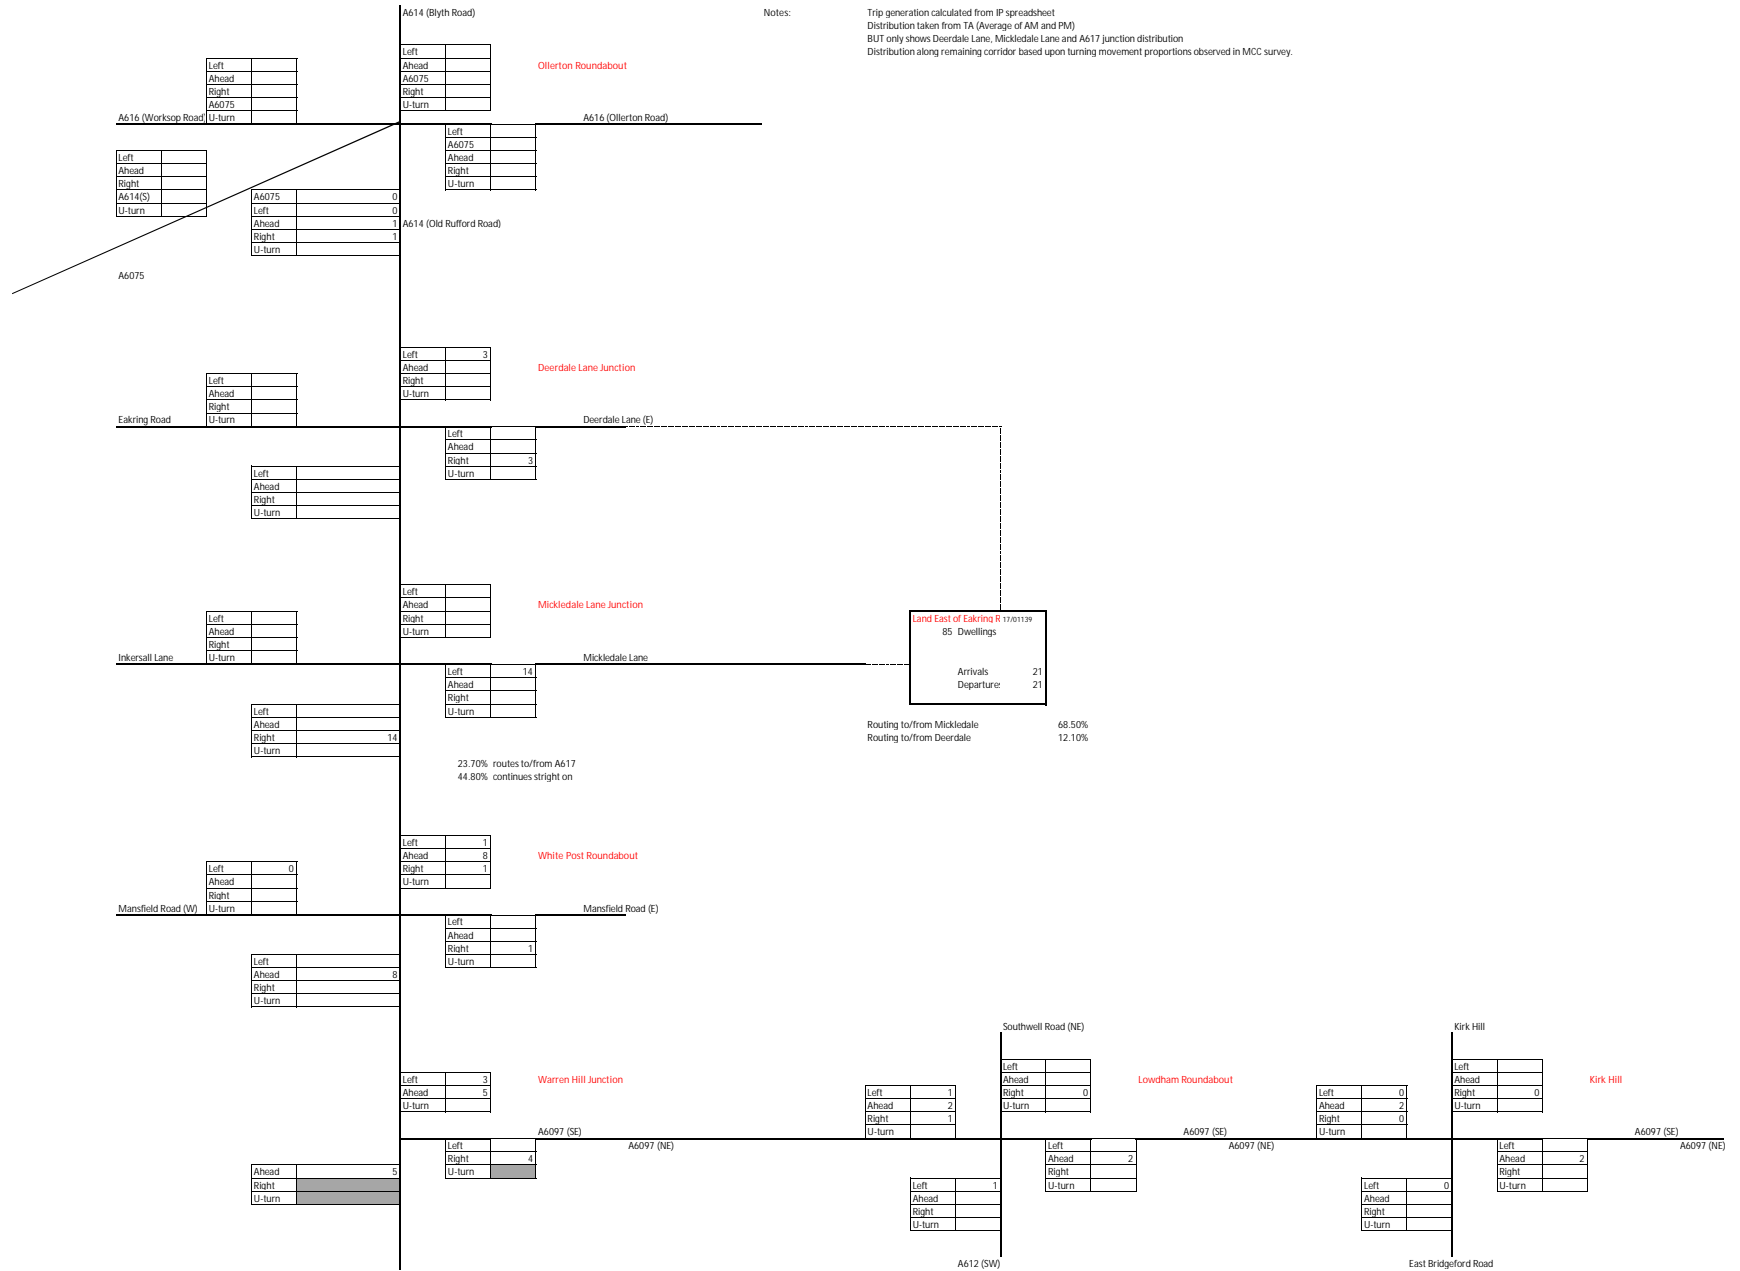 A614 (Blyth Road)
Notes:
Trip generation calculated from IP spreadsheet
Distribution taken from TA (Average of AM and PM)
BUT only shows Deerdale Lane, Mickledale Lane and A617 junction distribution
Distribution along remaining corridor based upon turning movement proportions observed in MCC survey.
Left
Ahead
A6075
Right
U-turn
Ollerton Roundabout
Left
Ahead
Right
A6075
U-turn
A616 (Worksop Road)
A616 (Ollerton Road)
Left
A6075
Ahead
Right
U-turn
Left
Ahead
Right
A614(S)
U-turn
A6075 0
Left 0
Ahead 1
Right 1
U-turn
A614 (Old Rufford Road)
A6075
Left 3
Ahead
Right
U-turn
Deerdale Lane Junction
Left
Ahead
Right
U-turn
Eakring Road
Deerdale Lane (E)
Left
Ahead
Right 3
U-turn
Left
Ahead
Right
U-turn
Left
Ahead
Right
U-turn
Mickledale Lane Junction
Left
Ahead
Right
U-turn
Inkersall Lane
Mickledale Lane
Land East of Eakring R 17/01139
85 Dwellings
Arrivals 21
Departures 21
Left 14
Ahead
Right
U-turn
Left
Ahead
Right 14
U-turn
Routing to/from Mickledale 68.50%
Routing to/from Deerdale 12.10%
23.70% routes to/from A617
44.80% continues stright on
Left 1
Ahead 8
Right 1
U-turn
White Post Roundabout
Left 0
Ahead
Right
U-turn
Mansfield Road (W)
Mansfield Road (E)
Left
Ahead
Right 1
U-turn
Left
Ahead 8
Right
U-turn
Left 3
Ahead 5
U-turn
Warren Hill Junction
A6097 (SE)
A6097 (NE)
Left
Right 4
U-turn
Ahead 5
Right
U-turn
Southwell Road (NE)
Left
Ahead
Right 0
U-turn
Lowdham Roundabout
Left 1
Ahead 2
Right 1
U-turn
A6097 (SE)
A6097 (NE)
Left
Ahead 2
Right
U-turn
Left 1
Ahead
Right
U-turn
A612 (SW)
Kirk Hill
Left
Ahead
Right 0
U-turn
Kirk Hill
Left 0
Ahead 2
Right 0
U-turn
A6097 (SE)
A6097 (NE)
Left
Ahead 2
Right
U-turn
Left 0
Ahead
Right
U-turn
East Bridgeford Road